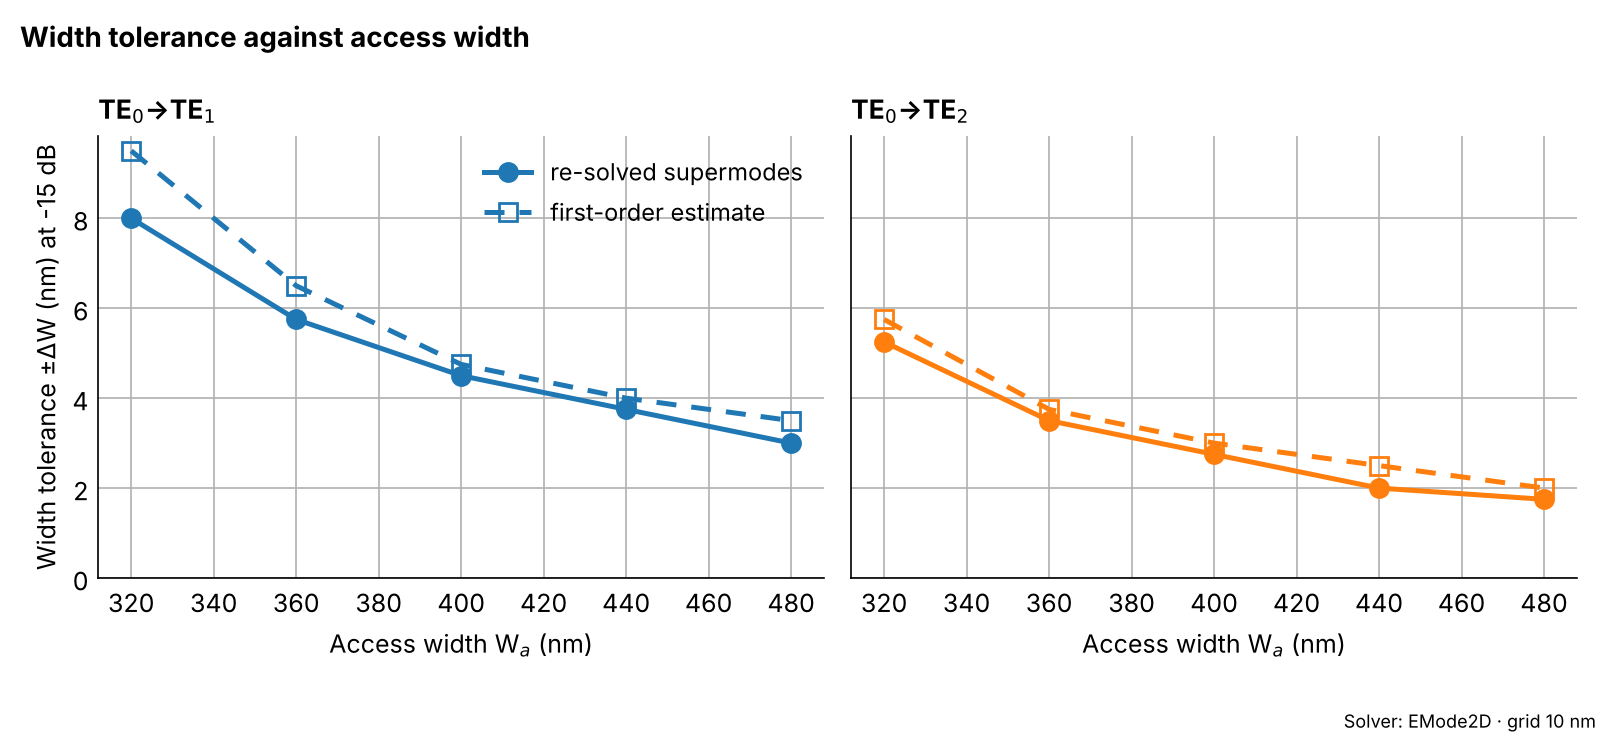 Width tolerance against access width
TE₀→TE₁
TE₀→TE₂
Width tolerance ±ΔW (nm) at -15 dB
re-solved supermodes
first-order estimate
8
6
4
2
0
320 340 360 380 400 420 440 460 480
320 340 360 380 400 420 440 460 480
Access width Wₐ (nm)
Access width Wₐ (nm)
Solver: EMode2D · grid 10 nm